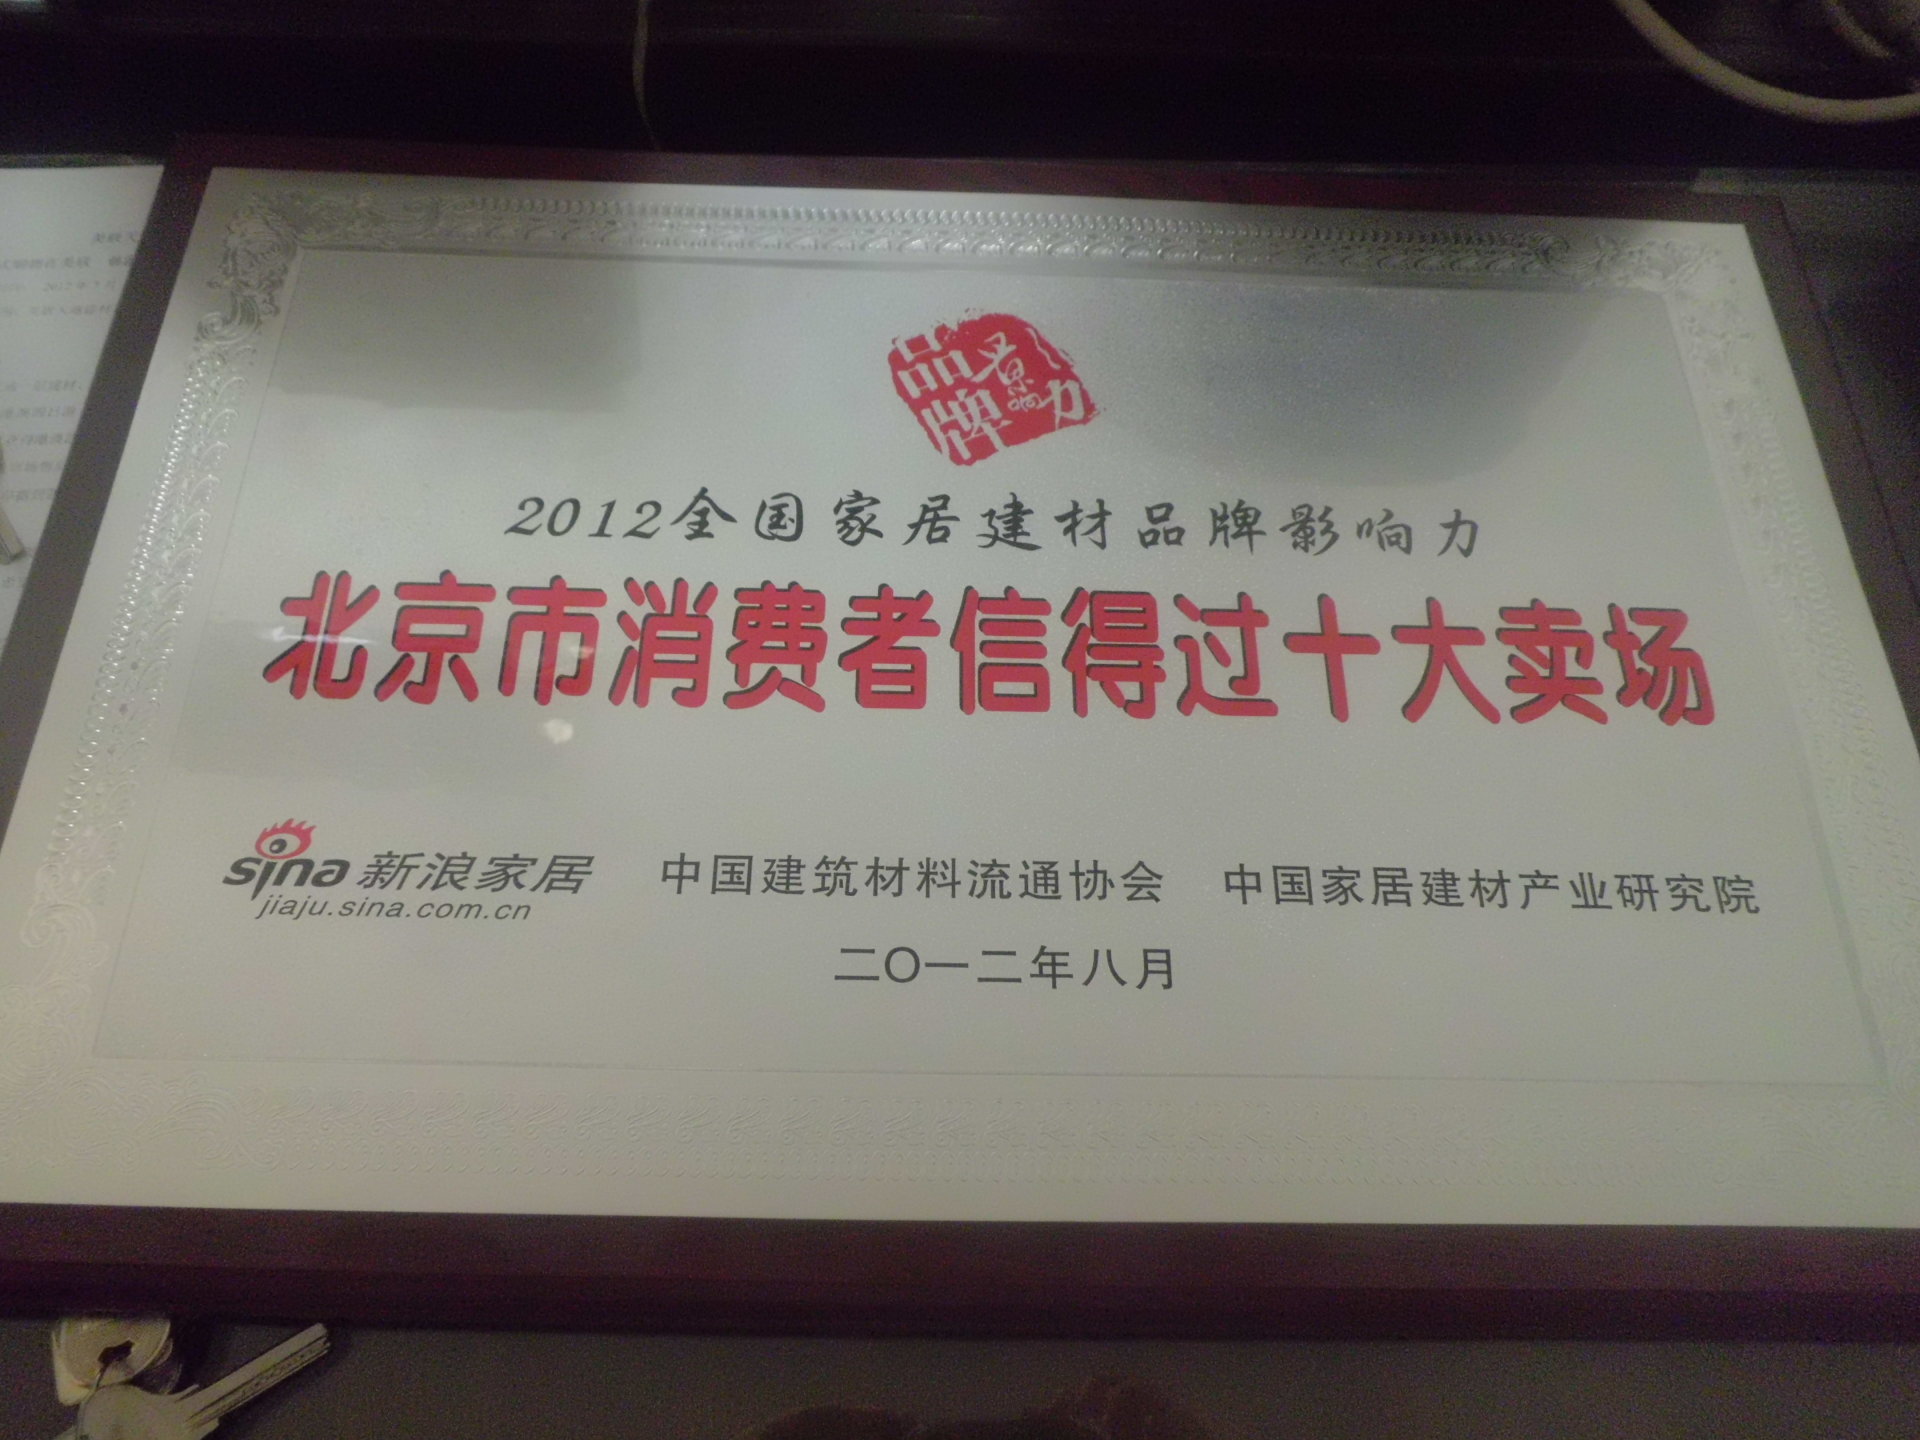 品牌影响力
2012全国家居建材品牌影响力
北京市消费者信得过十大卖场
sina新浪家居 中国建筑材料流通协会 中国家居建材产业研究院
jiaju.sina.com.cn
二〇一二年八月